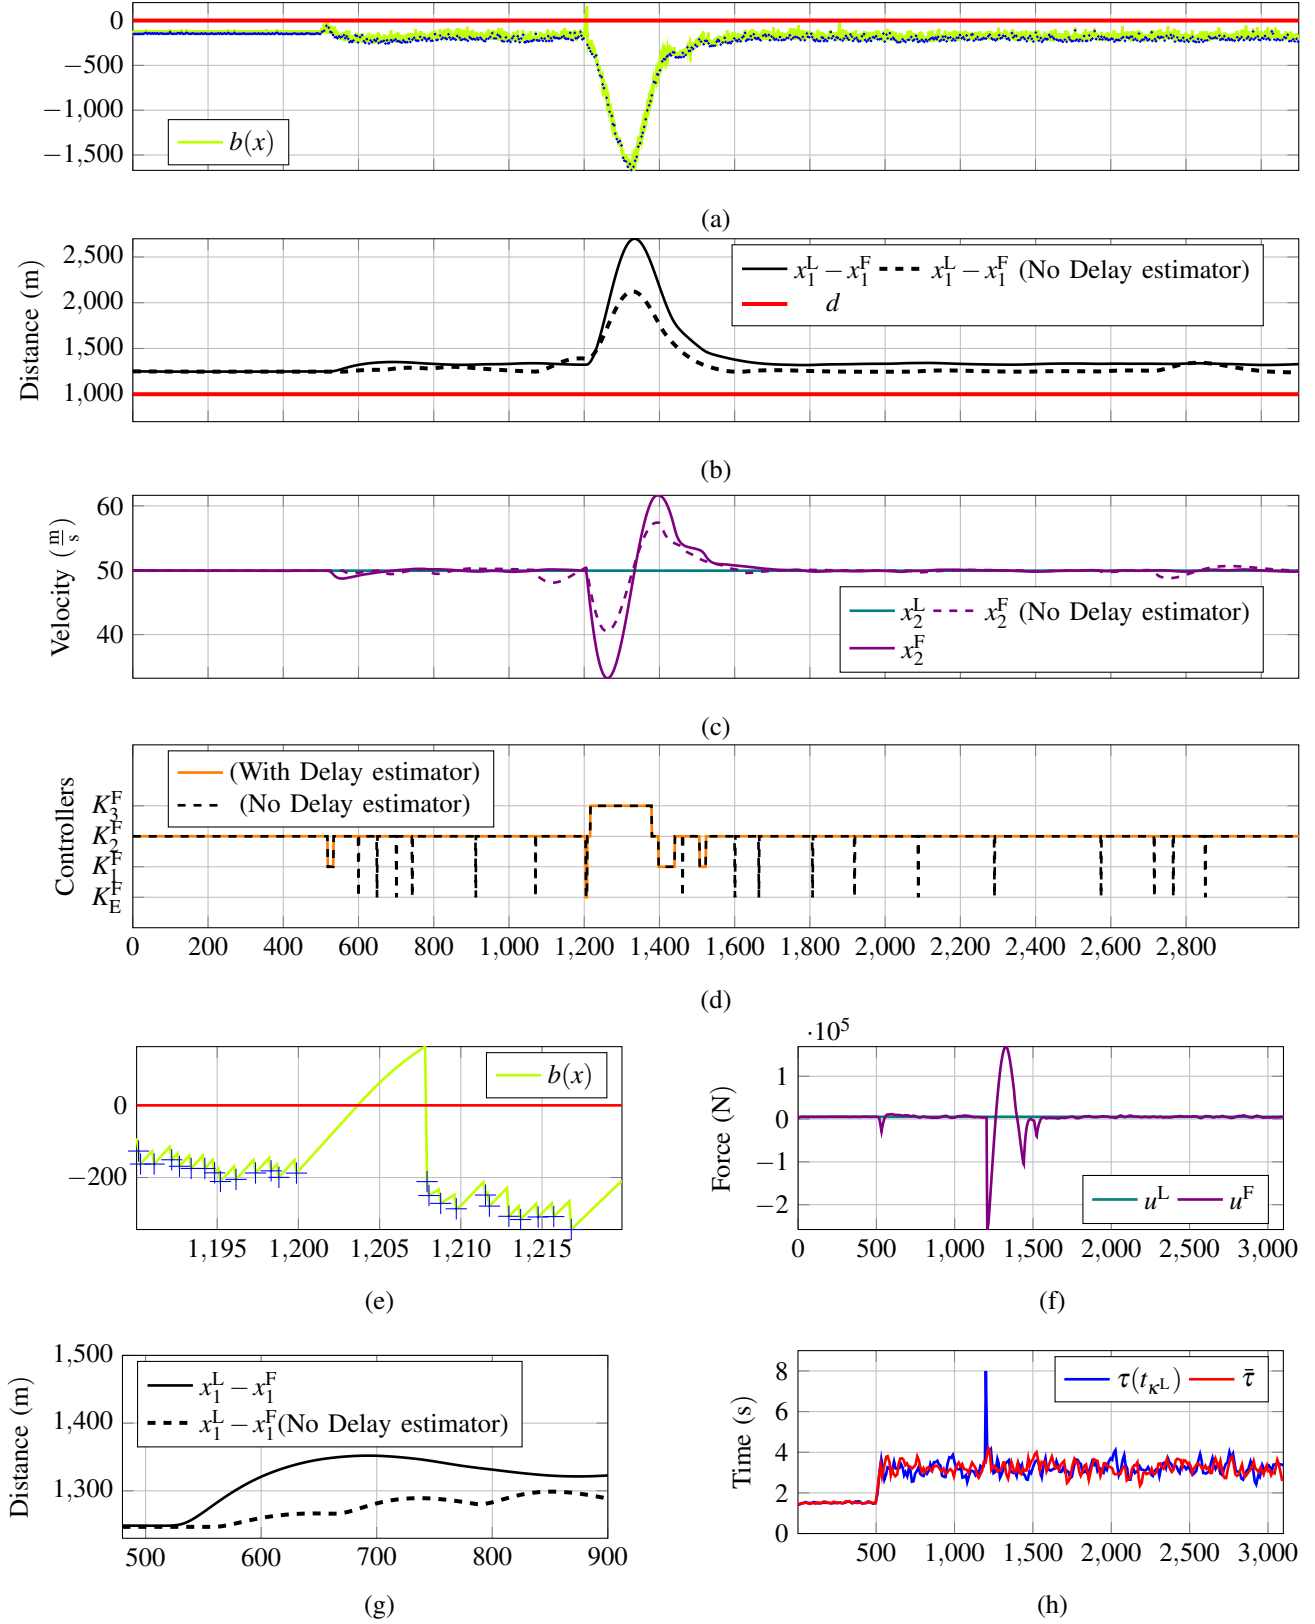 0
−500
−1,000
−1,500
b(x)
(a)
Distance (m)
2,500
2,000
1,500
1,000
x₁ᴸ − x₁ᶠ x₁ᴸ − x₁ᶠ (No Delay estimator)
d
(b)
Velocity (m/s)
60
50
40
x₂ᴸ x₂ᶠ (No Delay estimator)
x₂ᶠ
(c)
Controllers
K₃ᶠ
K₂ᶠ
K₁ᶠ
K_Eᶠ
(With Delay estimator)
(No Delay estimator)
0 200 400 600 800 1,000 1,200 1,400 1,600 1,800 2,000 2,200 2,400 2,600 2,800
(d)
0
−200
b(x)
1,195 1,200 1,205 1,210 1,215
(e)
·10⁵
Force (N)
1
0
−1
−2
uᴸ uᶠ
0 500 1,000 1,500 2,000 2,500 3,000
(f)
Distance (m)
1,500
1,400
1,300
x₁ᴸ − x₁ᶠ
x₁ᴸ − x₁ᶠ(No Delay estimator)
500 600 700 800 900
(g)
Time (s)
8
6
4
2
0
τ(t_κᴸ) τ̄
500 1,000 1,500 2,000 2,500 3,000
(h)